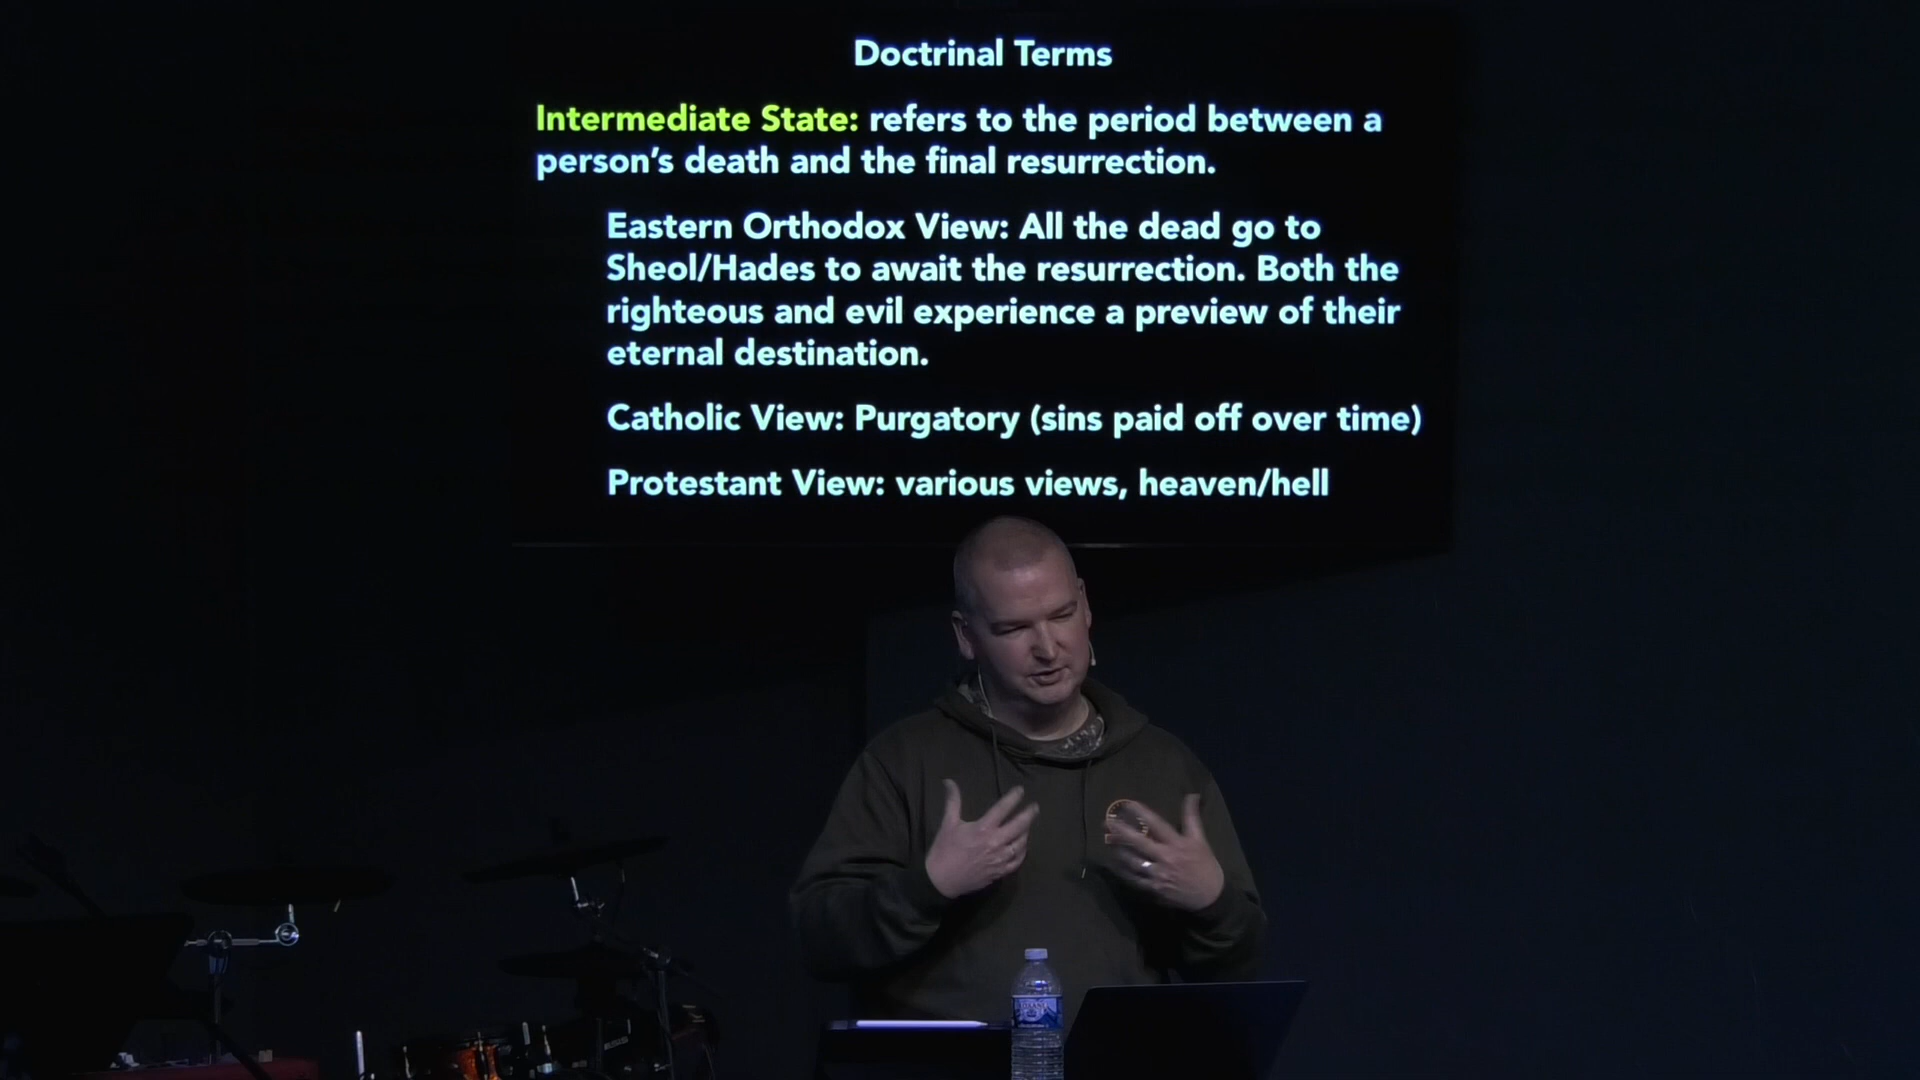 Doctrinal Terms
Intermediate State: refers to the period between a
person’s death and the final resurrection.
Eastern Orthodox View: All the dead go to
Sheol/Hades to await the resurrection. Both the
righteous and evil experience a preview of their
eternal destination.
Catholic View: Purgatory (sins paid off over time)
Protestant View: various views, heaven/hell